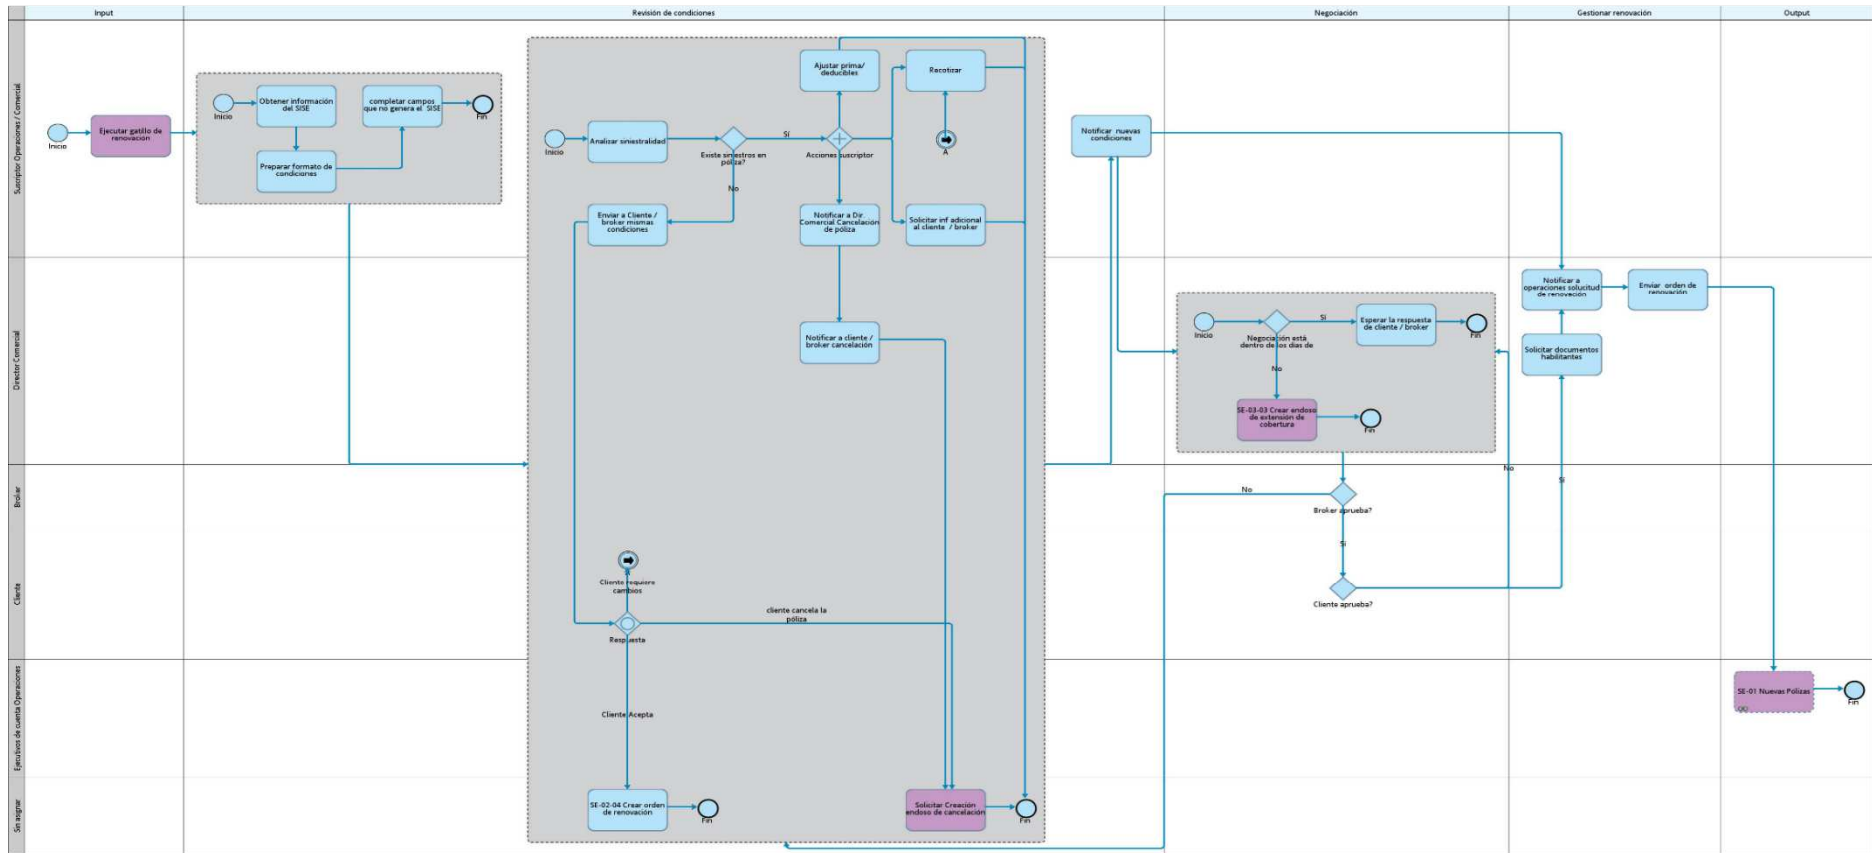 Input
Revisión de condiciones
Negociación
Gestionar renovación
Output
Suscriptor Operaciones / Comercial
Inicio
Ejecutar gatillo de
renovación
Inicio
Obtener información
del SISE
Preparar formato de
condiciones
completar campos
que no genera el SISE
Fin
Inicio
Analizar siniestralidad
Existe siniestros en
póliza?
Sí
No
Enviar a Cliente /
broker mismas
condiciones
Acciones suscriptor
Ajustar prima/
deducibles
Recotizar
A
Notificar a Dir.
Comercial Cancelación
de póliza
Solicitar inf adicional
al cliente / broker
Notificar nuevas
condiciones
Director Comercial
Notificar a cliente /
broker cancelación
Inicio
Negociación está
dentro de los días de
Si
Esperar la respuesta
de cliente / broker
Fin
No
SE-03-03 Crear endoso
de extensión de
cobertura
Fin
Notificar a
operaciones solucitud
de renovación
Enviar orden de
renovación
Solicitar documentos
habilitantes
Broker
No
Broker aprueba?
Si
No
Si
Cliente
Cliente requiere
cambios
Respuesta
cliente cancela la
póliza
Cliente aprueba?
Ejecutivos de cuenta Operaciones
Cliente Acepta
SE-01 Nuevas Polizas
Fin
Sin asignar
SE-02-04 Crear orden
de renovación
Fin
Solicitar Creación
endoso de cancelación
Fin